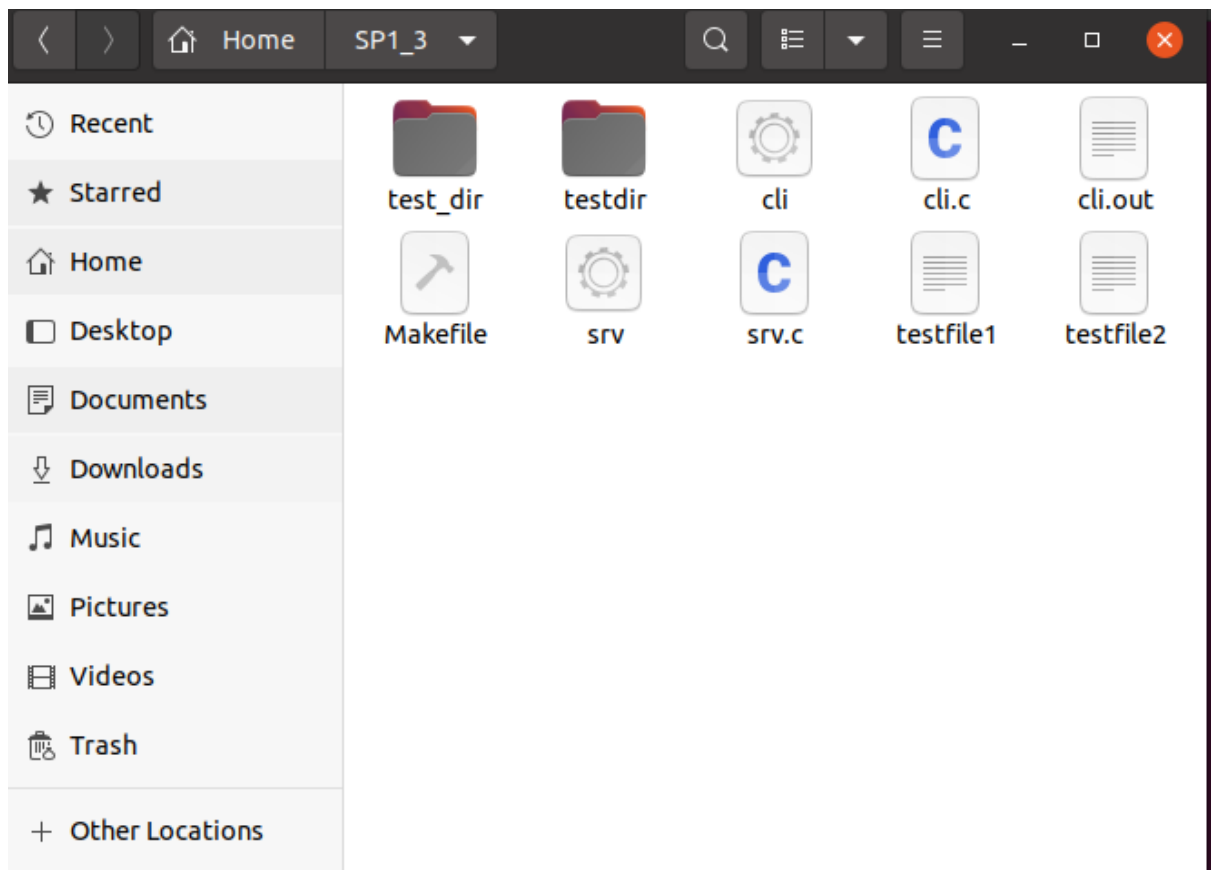 Home SP1_3
Recent
Starred
Home
Desktop
Documents
Downloads
Music
Pictures
Videos
Trash
Other Locations
test_dir testdir cli cli.c cli.out
Makefile srv srv.c testfile1 testfile2